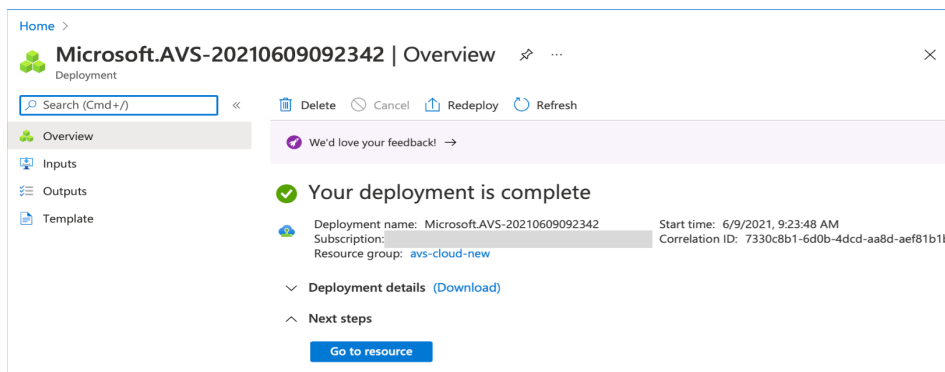 Home >
Microsoft.AVS-20210609092342 | Overview
Deployment
Search (Cmd+/)
«
Delete
Cancel
Redeploy
Refresh
Overview
We'd love your feedback! →
Inputs
Outputs
Template
Your deployment is complete
Deployment name: Microsoft.AVS-20210609092342
Start time: 6/9/2021, 9:23:48 AM
Subscription:
Correlation ID: 7330c8b1-6d0b-4dcd-aa8d-aef81b1
Resource group: avs-cloud-new
Deployment details (Download)
Next steps
Go to resource